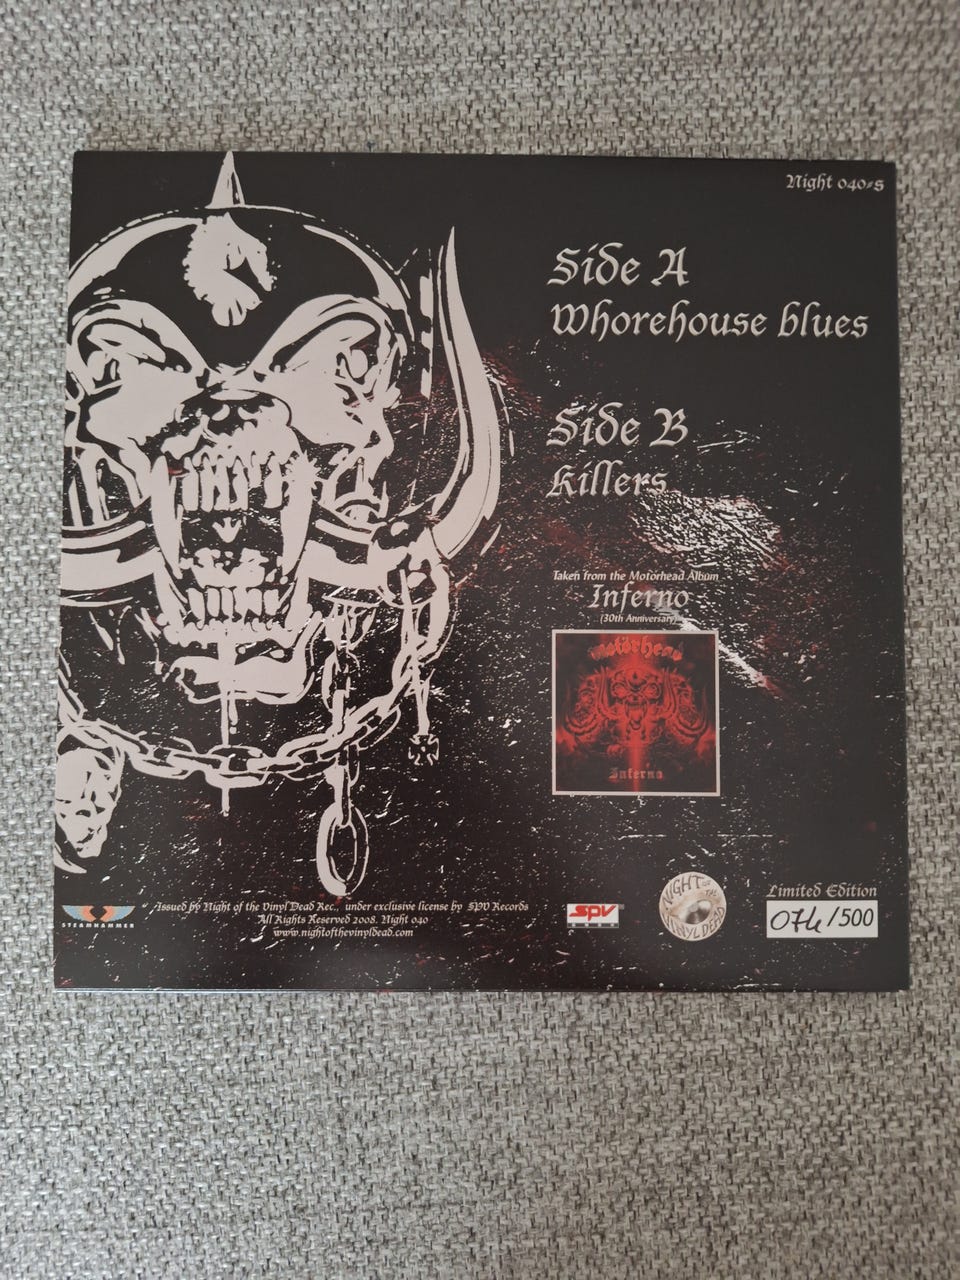 Night 040-S
Side A
Whorehouse blues
Side B
Killers
Taken from the Motörhead Album
Inferno
(30th Anniversary)
Motörhead
Inferno
STEAMHAMMER
Issued by Night of the Vinyl Dead Rec., under exclusive license by SPV Records
All Rights Reserved 2008. Night 040
www.nightofthevinyldead.com
SPV
NIGHT OF THE VINYL DEAD
Limited Edition
074/500